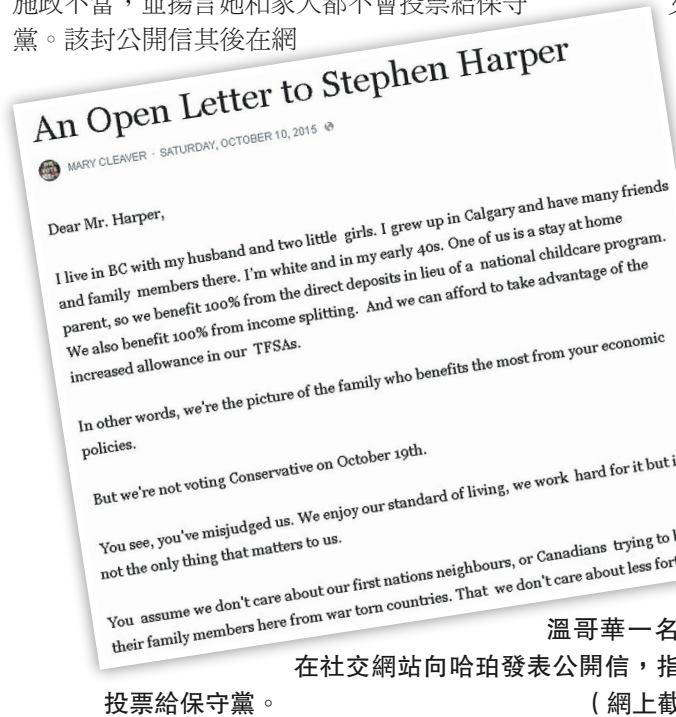 施政不當，並揚言她和家人都不會投票給保守
黨。該封公開信其後在網
An Open Letter to Stephen Harper
MARY CLEAVER · SATURDAY, OCTOBER 10, 2015
Dear Mr. Harper,
I live in BC with my husband and two little girls. I grew up in Calgary and have many friends
and family members there. I'm white and in my early 40s. One of us is a stay at home
parent, so we benefit 100% from the direct deposits in lieu of a national childcare program.
We also benefit 100% from income splitting. And we can afford to take advantage of the
increased allowance in our TFSAs.
In other words, we're the picture of the family who benefits the most from your economic
policies.
But we're not voting Conservative on October 19th.
You see, you've misjudged us. We enjoy our standard of living, we work hard for it but
not the only thing that matters to us.
You assume we don't care about our first nations neighbours, or Canadians trying to
their family members here from war torn countries. That we don't care about less
溫哥華一名
在社交網站向哈珀發表公開信，指
投票給保守黨。
（網上截